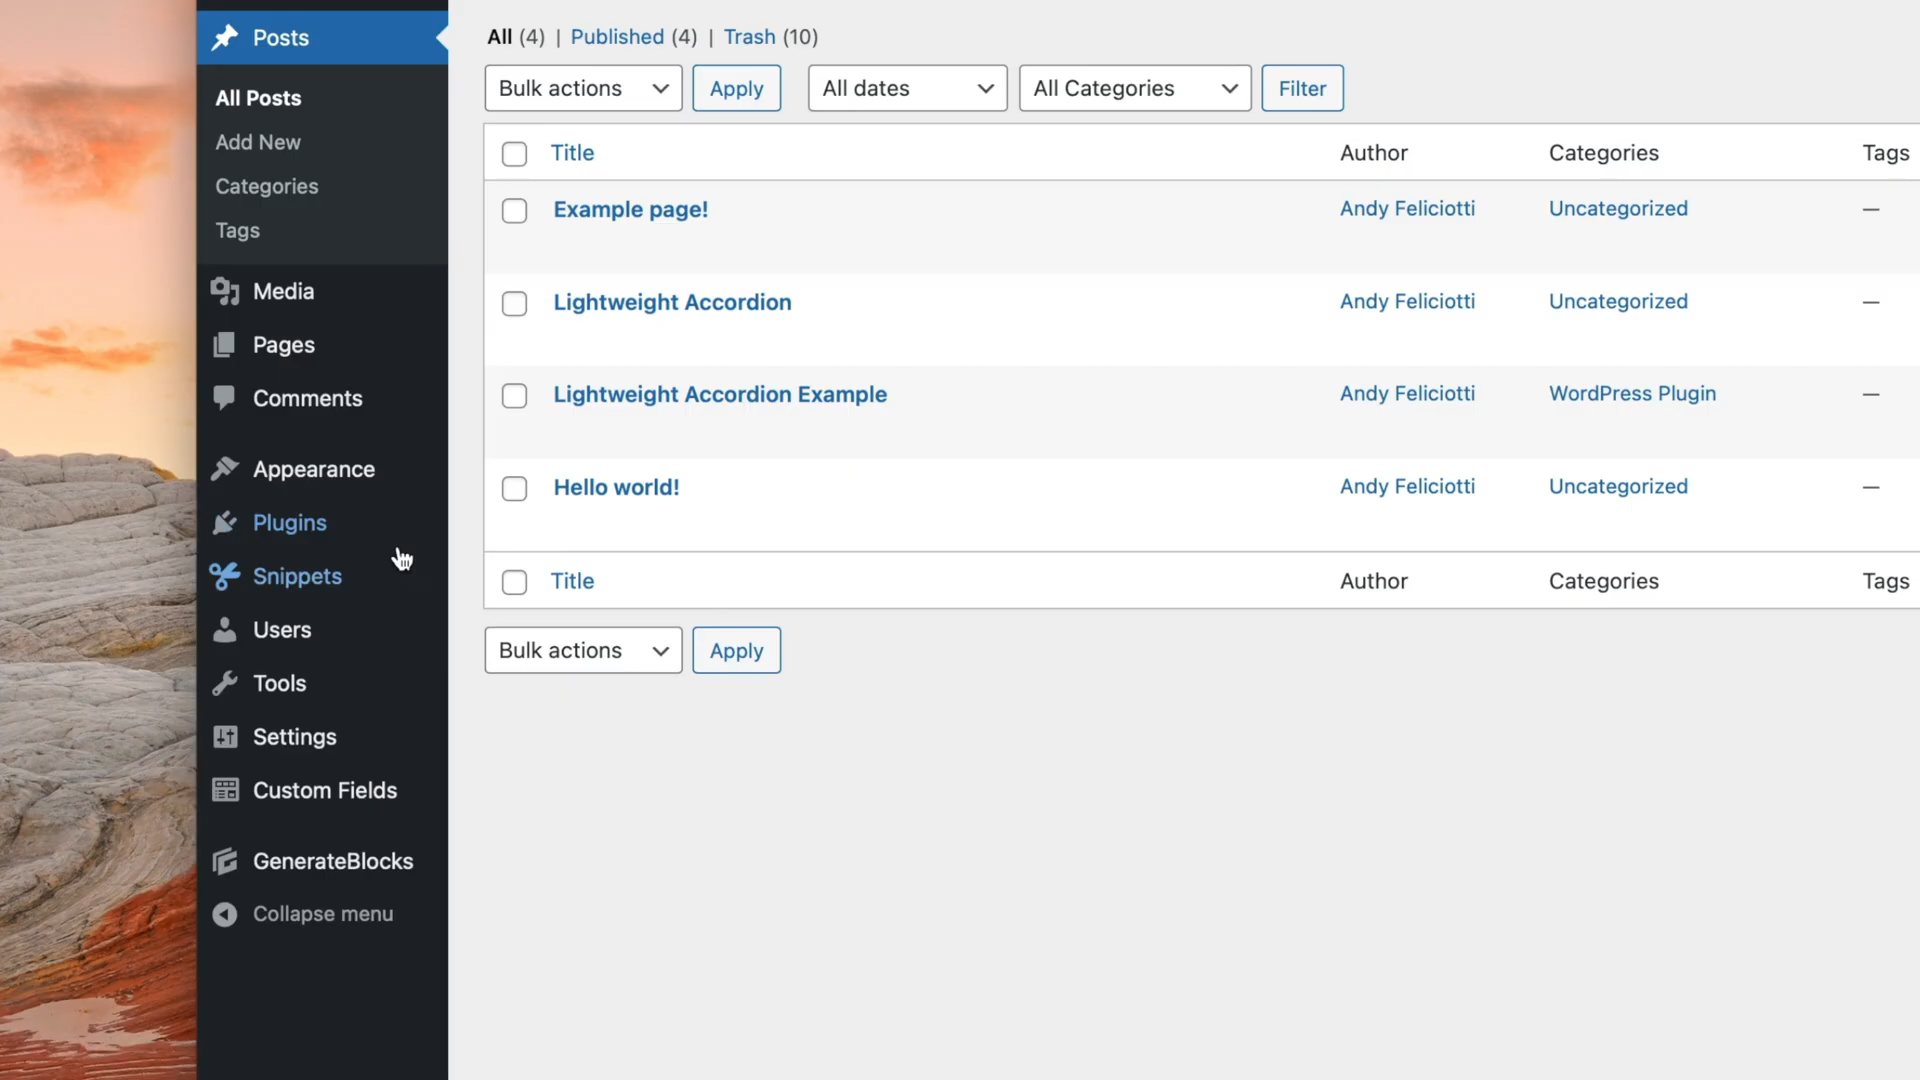 Posts
All Posts
Add New
Categories
Tags
Media
Pages
Comments
Appearance
Plugins
Snippets
Users
Tools
Settings
Custom Fields
GenerateBlocks
Collapse menu
All (4) | Published (4) | Trash (10)
Bulk actions Apply All dates All Categories Filter
Title Author Categories Tags
Example page! Andy Feliciotti Uncategorized —
Lightweight Accordion Andy Feliciotti Uncategorized —
Lightweight Accordion Example Andy Feliciotti WordPress Plugin —
Hello world! Andy Feliciotti Uncategorized —
Title Author Categories Tags
Bulk actions Apply